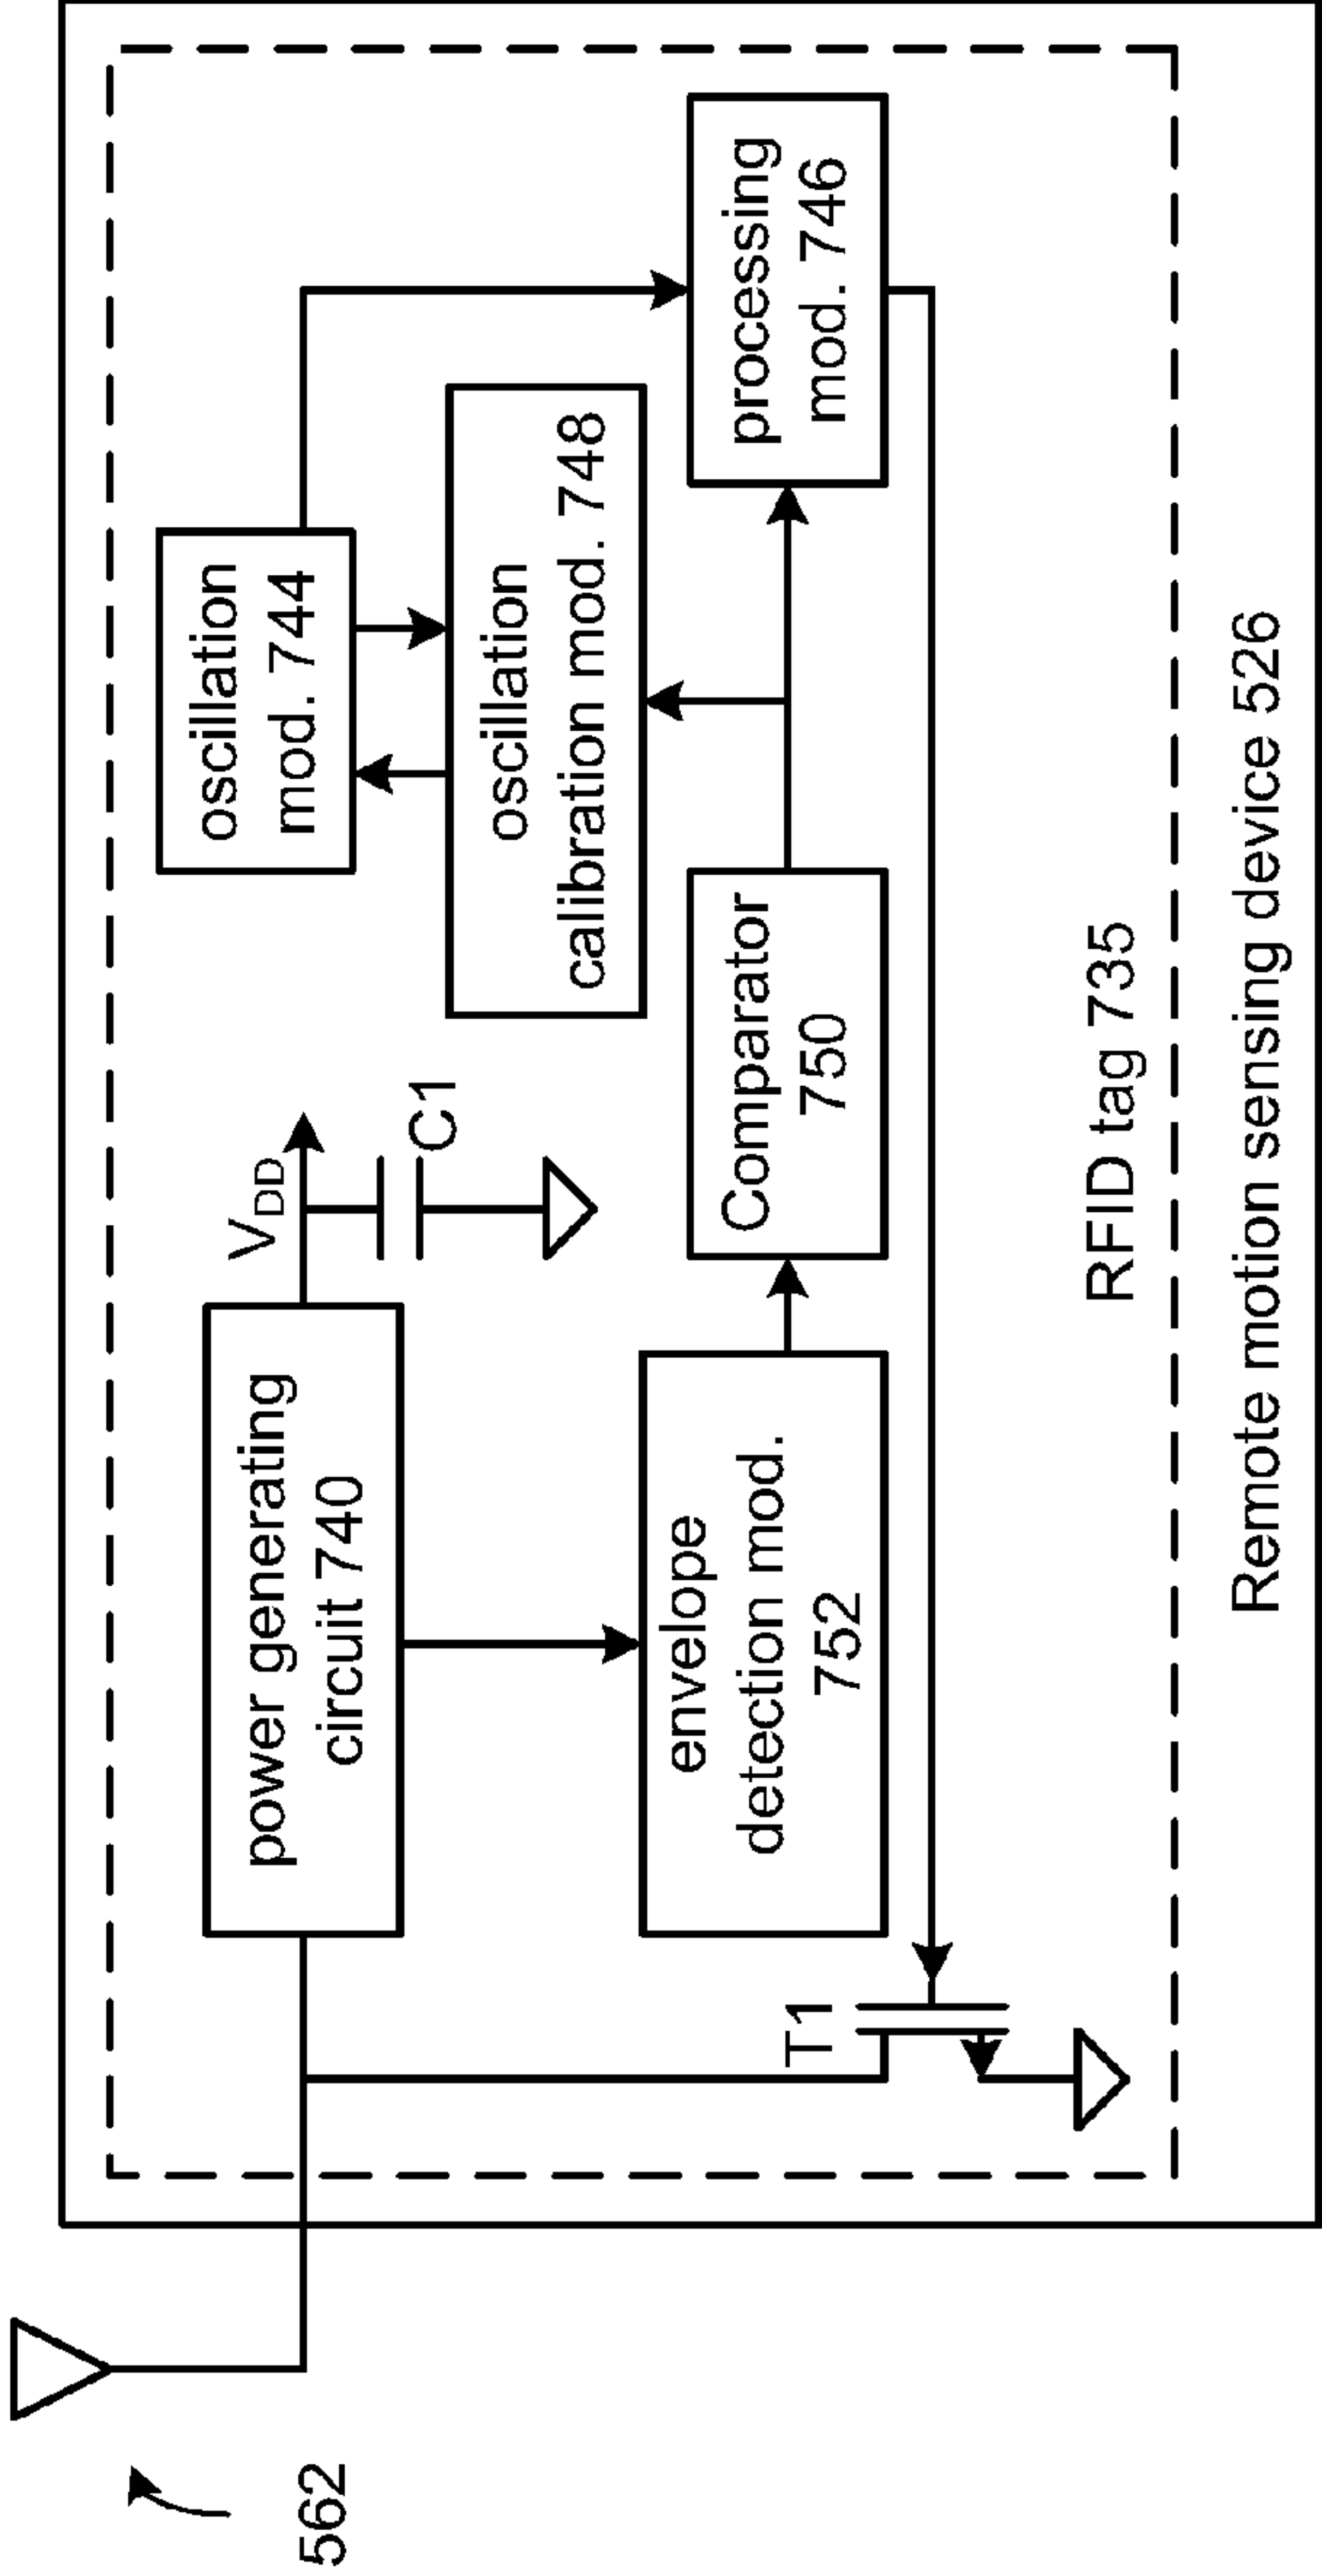 562
power generating
circuit 740
VDD
C1
oscillation
mod. 744
oscillation
calibration mod. 748
envelope
detection mod.
752
Comparator
750
processing
mod. 746
T1
RFID tag 735
Remote motion sensing device 526